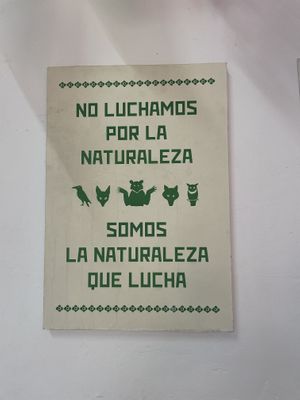 NO LUCHAMOS
POR LA
NATURALEZA
SOMOS
LA NATURALEZA
QUE LUCHA